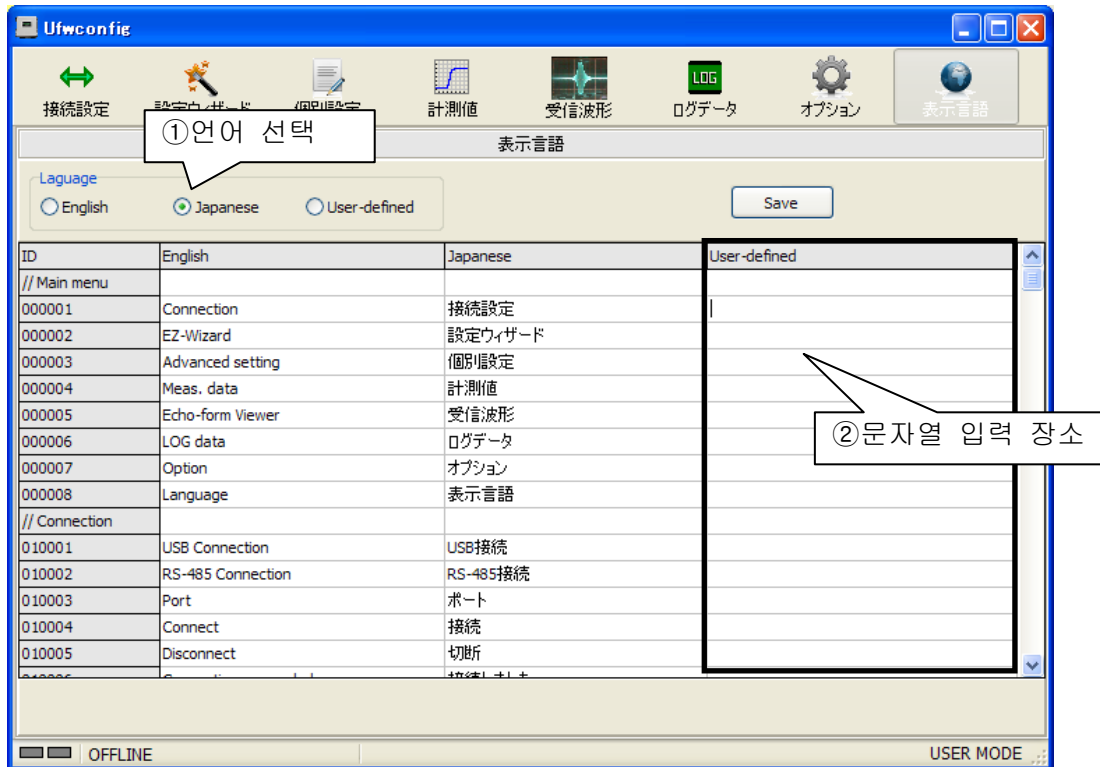 Ufwconfig
接続設定 設定ウィザード 個別設定 計測値 受信波形 ログデータ オプション 表示言語
①언어 선택
表示言語
Laguage
English Japanese User-defined
Save
ID English Japanese User-defined
// Main menu
000001 Connection 接続設定
000002 EZ-Wizard 設定ウィザード
000003 Advanced setting 個別設定
000004 Meas. data 計測値
000005 Echo-form Viewer 受信波形
②문자열 입력 장소
000006 LOG data ログデータ
000007 Option オプション
000008 Language 表示言語
// Connection
010001 USB Connection USB接続
010002 RS-485 Connection RS-485接続
010003 Port ポート
010004 Connect 接続
010005 Disconnect 切断
OFFLINE USER MODE